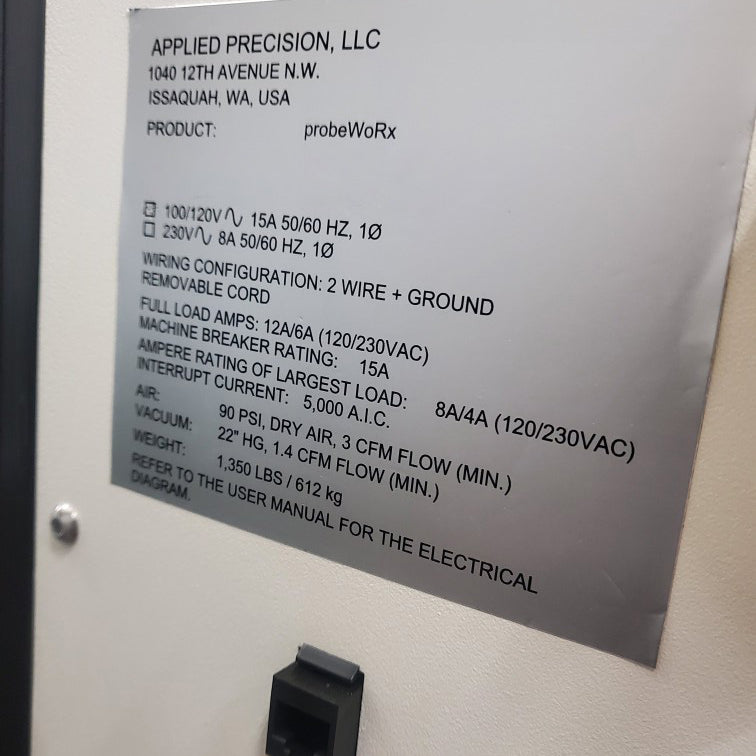 APPLIED PRECISION, LLC
1040 12TH AVENUE N.W.
ISSAQUAH, WA, USA
PRODUCT: probeWoRx
☒ 100/120V∿ 15A 50/60 HZ, 1Ø
☐ 230V∿ 8A 50/60 HZ, 1Ø
WIRING CONFIGURATION: 2 WIRE + GROUND
REMOVABLE CORD
FULL LOAD AMPS: 12A/6A (120/230VAC)
MACHINE BREAKER RATING: 15A
AMPERE RATING OF LARGEST LOAD: 8A/4A (120/230VAC)
INTERRUPT CURRENT: 5,000 A.I.C.
AIR: 90 PSI, DRY AIR, 3 CFM FLOW (MIN.)
VACUUM: 22" HG, 1.4 CFM FLOW (MIN.)
WEIGHT: 1,350 LBS / 612 kg
REFER TO THE USER MANUAL FOR THE ELECTRICAL
DIAGRAM.